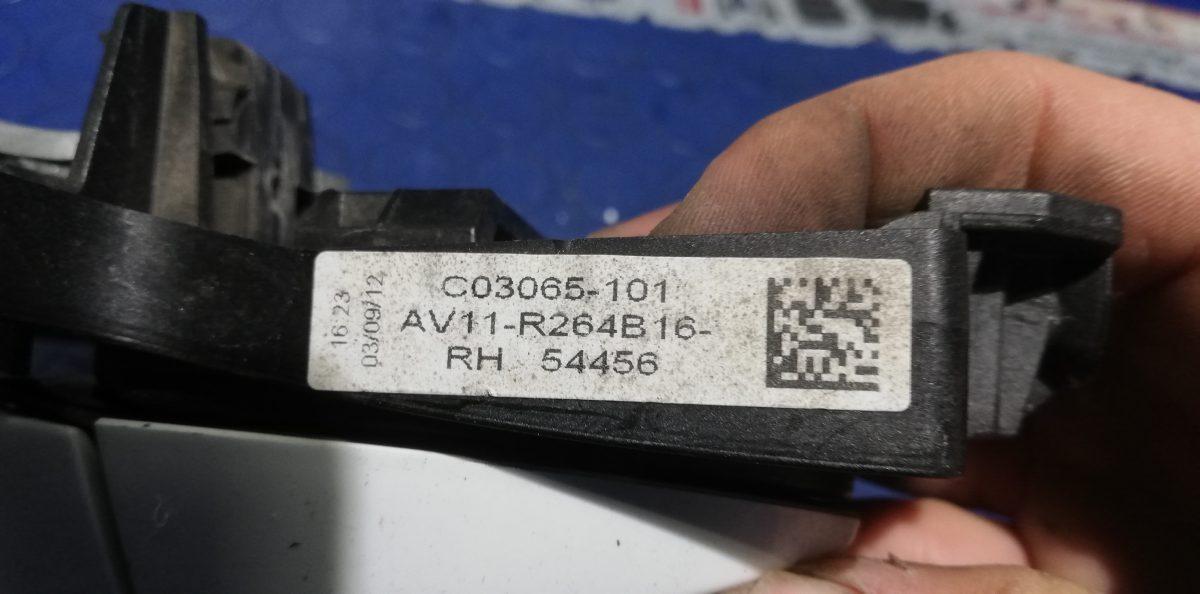 16 23
03/09/12
C03065-101
AV11-R264B16-
RH 54456